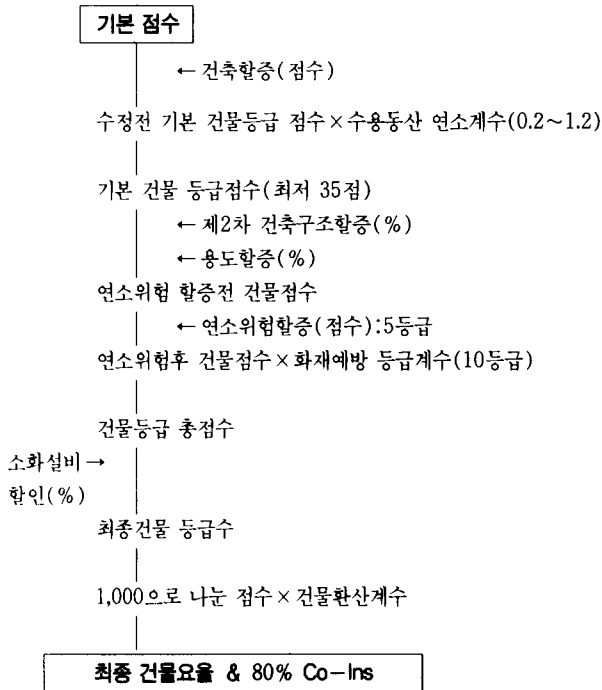 기본 점수
← 건축할증(점수)
수정전 기본 건물등급 점수×수용동산 연소계수(0.2~1.2)
기본 건물 등급점수(최저 35점)
← 제2차 건축구조할증(%)
← 용도할증(%)
연소위험 할증전 건물점수
← 연소위험할증(점수):5등급
연소위험후 건물점수×화재예방 등급계수(10등급)
건물등급 총점수
소화설비→
할인(%)
최종건물 등급수
1,000으로 나눈 점수×건물환산계수
최종 건물요율 & 80% Co-Ins